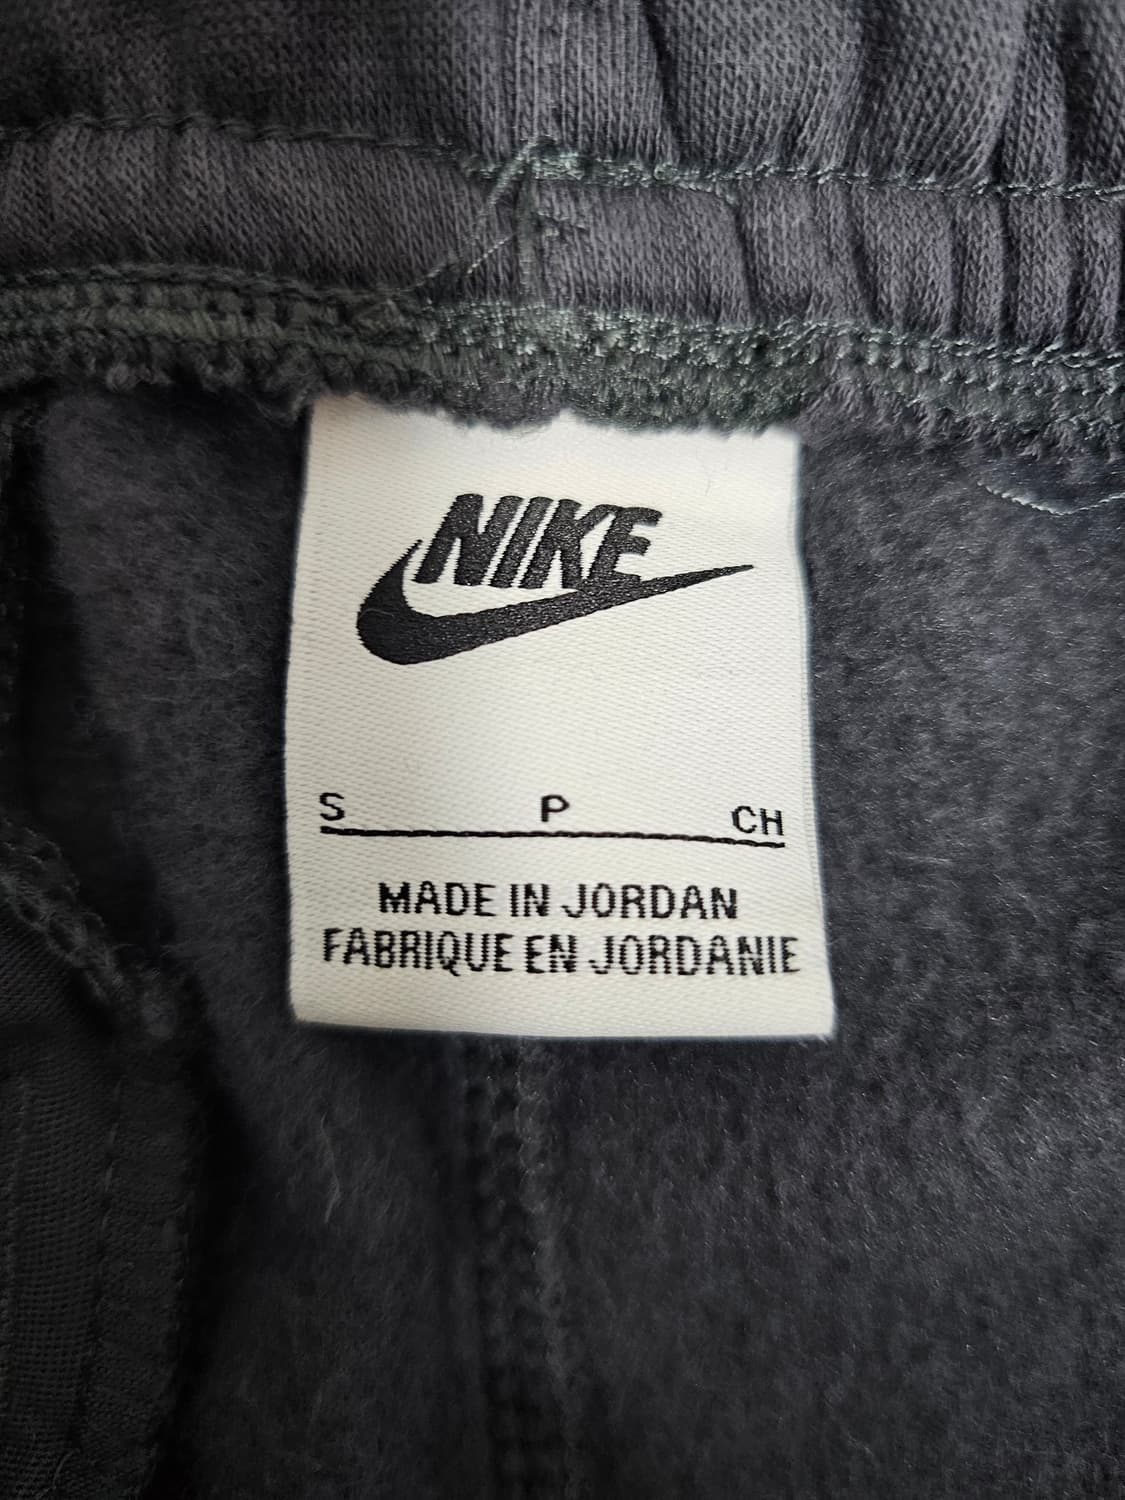 NIKE
S P CH
MADE IN JORDAN
FABRIQUE EN JORDANIE